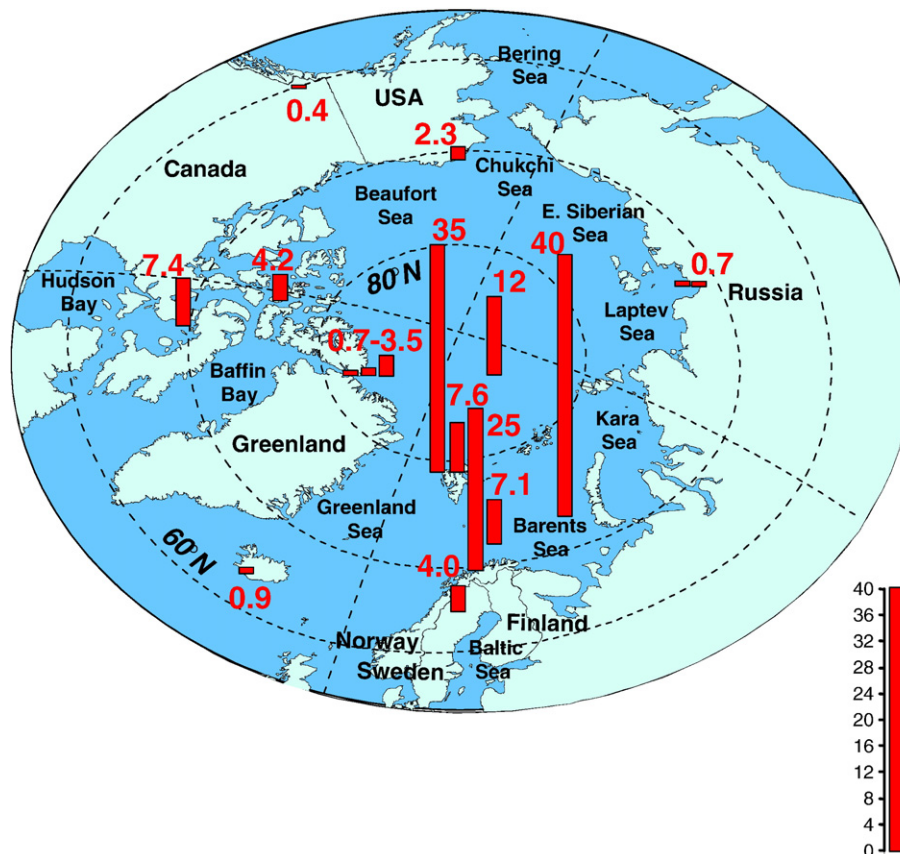 Bering
Sea
USA
0.4
2.3
Canada
Chukchi
Sea
Beaufort
Sea
E. Siberian
Sea
35
40
7.4
4.2
80°N
12
0.7
Hudson
Bay
Russia
Laptev
Sea
0.7-3.5
Baffin
Bay
7.6
25
Kara
Sea
Greenland
7.1
Greenland
Sea
Barents
Sea
60°N
4.0
0.9
Finland
Norway
Baltic
Sea
Sweden
40
36
32
28
24
20
16
12
8
4
0